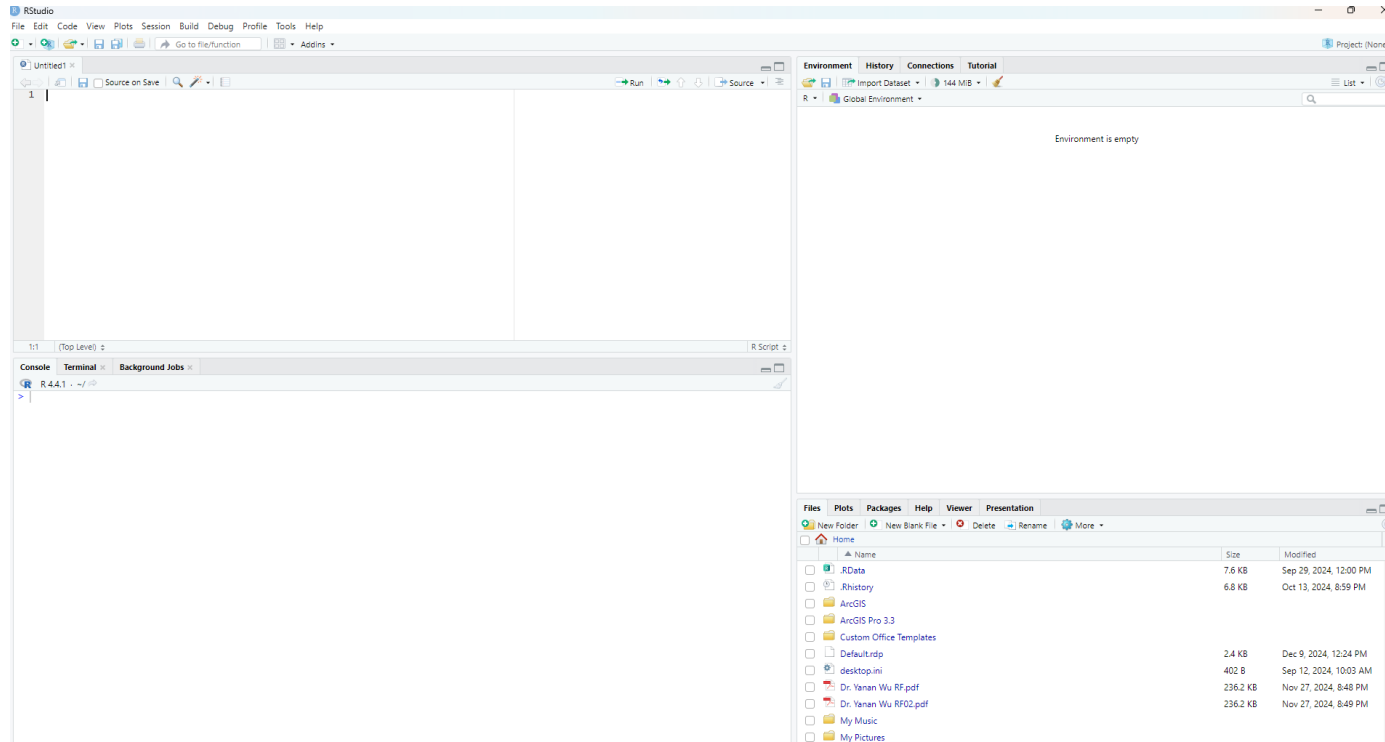 RStudio
File Edit Code View Plots Session Build Debug Profile Tools Help
Go to file/function Addins Project: (None
Untitled1
Source on Save Run Source
1
1:1 (Top Level) R Script
Console Terminal Background Jobs
R 4.4.1 · ~/
>
Environment History Connections Tutorial
Import Dataset 144 MiB List
R Global Environment
Environment is empty
Files Plots Packages Help Viewer Presentation
New Folder New Blank File Delete Rename More
Home
Name Size Modified
.RData 7.6 KB Sep 29, 2024, 12:00 PM
.Rhistory 6.8 KB Oct 13, 2024, 8:59 PM
ArcGIS
ArcGIS Pro 3.3
Custom Office Templates
Default.rdp 2.4 KB Dec 9, 2024, 12:24 PM
desktop.ini 402 B Sep 12, 2024, 10:03 AM
Dr. Yanan Wu RF.pdf 236.2 KB Nov 27, 2024, 8:48 PM
Dr. Yanan Wu RF02.pdf 236.2 KB Nov 27, 2024, 8:49 PM
My Music
My Pictures